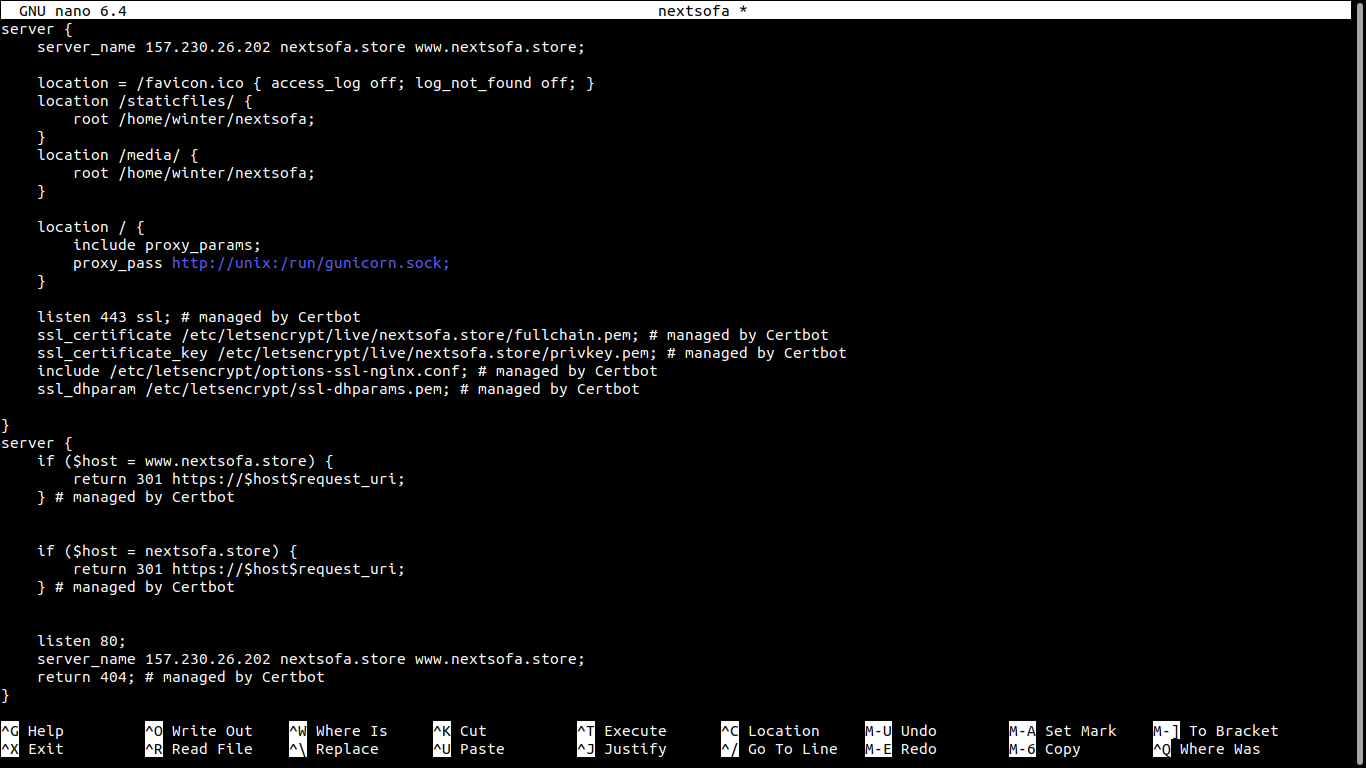 GNU nano 6.4 nextsofa *
server {
    server_name 157.230.26.202 nextsofa.store www.nextsofa.store;
    location = /favicon.ico { access_log off; log_not_found off; }
    location /staticfiles/ {
        root /home/winter/nextsofa;
    }
    location /media/ {
        root /home/winter/nextsofa;
    }
    location / {
        include proxy_params;
        proxy_pass http://unix:/run/gunicorn.sock;
    }
    listen 443 ssl; # managed by Certbot
    ssl_certificate /etc/letsencrypt/live/nextsofa.store/fullchain.pem; # managed by Certbot
    ssl_certificate_key /etc/letsencrypt/live/nextsofa.store/privkey.pem; # managed by Certbot
    include /etc/letsencrypt/options-ssl-nginx.conf; # managed by Certbot
    ssl_dhparam /etc/letsencrypt/ssl-dhparams.pem; # managed by Certbot
}
server {
    if ($host = www.nextsofa.store) {
        return 301 https://$host$request_uri;
    } # managed by Certbot
    if ($host = nextsofa.store) {
        return 301 https://$host$request_uri;
    } # managed by Certbot
    listen 80;
    server_name 157.230.26.202 nextsofa.store www.nextsofa.store;
    return 404; # managed by Certbot
}
^G Help ^O Write Out ^W Where Is ^K Cut ^T Execute ^C Location M-U Undo M-A Set Mark M-] To Bracket
^X Exit ^R Read File ^\ Replace ^U Paste ^J Justify ^/ Go To Line M-E Redo M-6 Copy ^Q Where Was